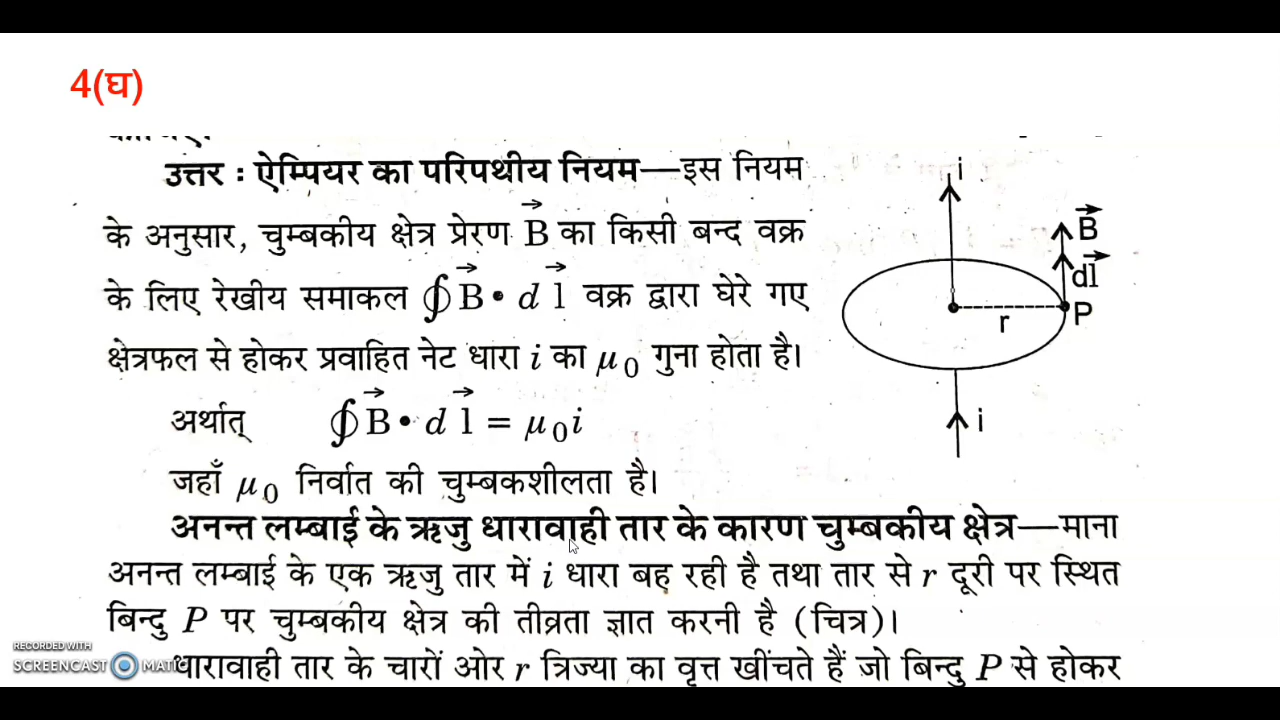 4(घ)
उत्तर : ऐम्पियर का परिपथीय नियम—इस नियम
के अनुसार, चुम्बकीय क्षेत्र प्रेरण B⃗ का किसी बन्द वक्र
के लिए रेखीय समाकल ∮B⃗ • d l⃗ वक्र द्वारा घेरे गए
क्षेत्रफल से होकर प्रवाहित नेट धारा i का μ₀ गुना होता है।
अर्थात् ∮B⃗ • d l⃗ = μ₀i
जहाँ μ₀ निर्वात की चुम्बकशीलता है।
i
B⃗
dl⃗
r
P
i
अनन्त लम्बाई के ऋजु धारावाही तार के कारण चुम्बकीय क्षेत्र—माना
अनन्त लम्बाई के एक ऋजु तार में i धारा बह रही है तथा तार से r दूरी पर स्थित
बिन्दु P पर चुम्बकीय क्षेत्र की तीव्रता ज्ञात करनी है (चित्र)।
धारावाही तार के चारों ओर r त्रिज्या का वृत्त खींचते हैं जो बिन्दु P से होकर
RECORDED WITH
SCREENCAST MATIC